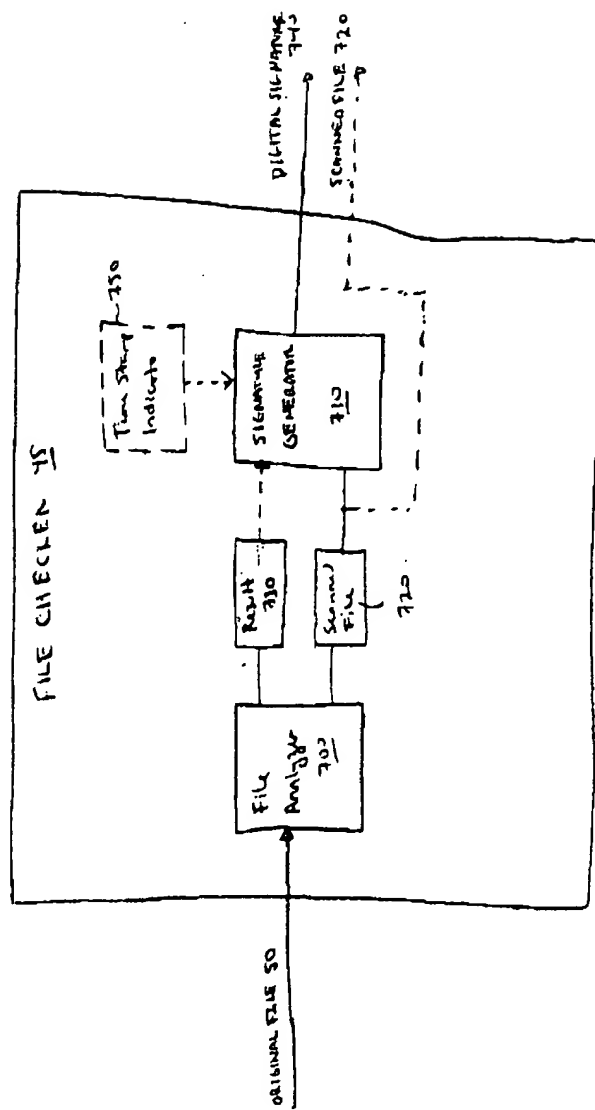 FILE CHECKER 45
ORIGINAL FILE 50
File
Analyzer
700
Result
730
Scanned
File
720
Time Stamp
Indicator
750
SIGNATURE
GENERATOR
710
DIGITAL SIGNATURE
740
SCANNED FILE 720